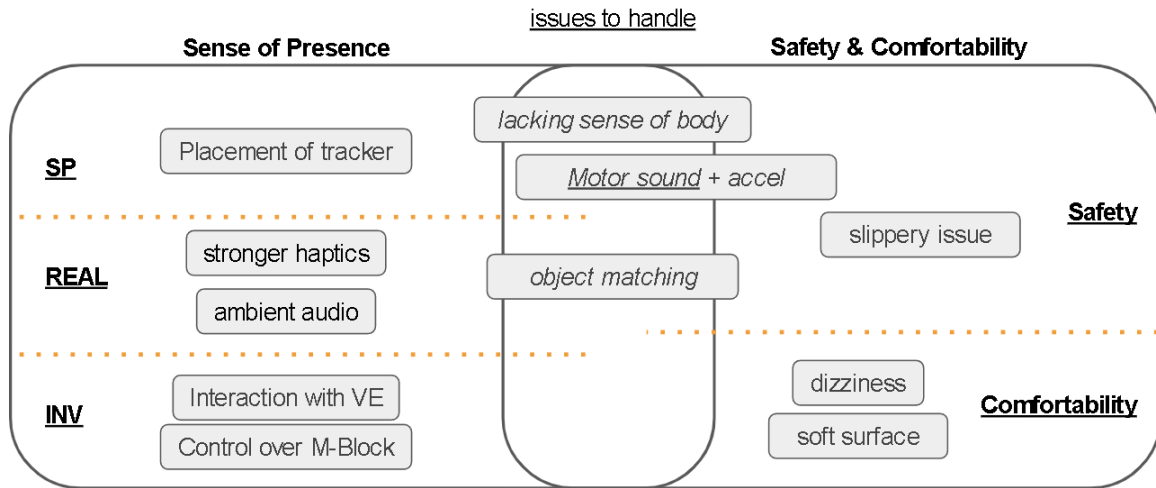 issues to handle
Sense of Presence
Safety & Comfortability
lacking sense of body
SP
Placement of tracker
Motor sound + accel
Safety
slippery issue
REAL
stronger haptics
object matching
ambient audio
INV
Interaction with VE
dizziness
Comfortability
Control over M-Block
soft surface